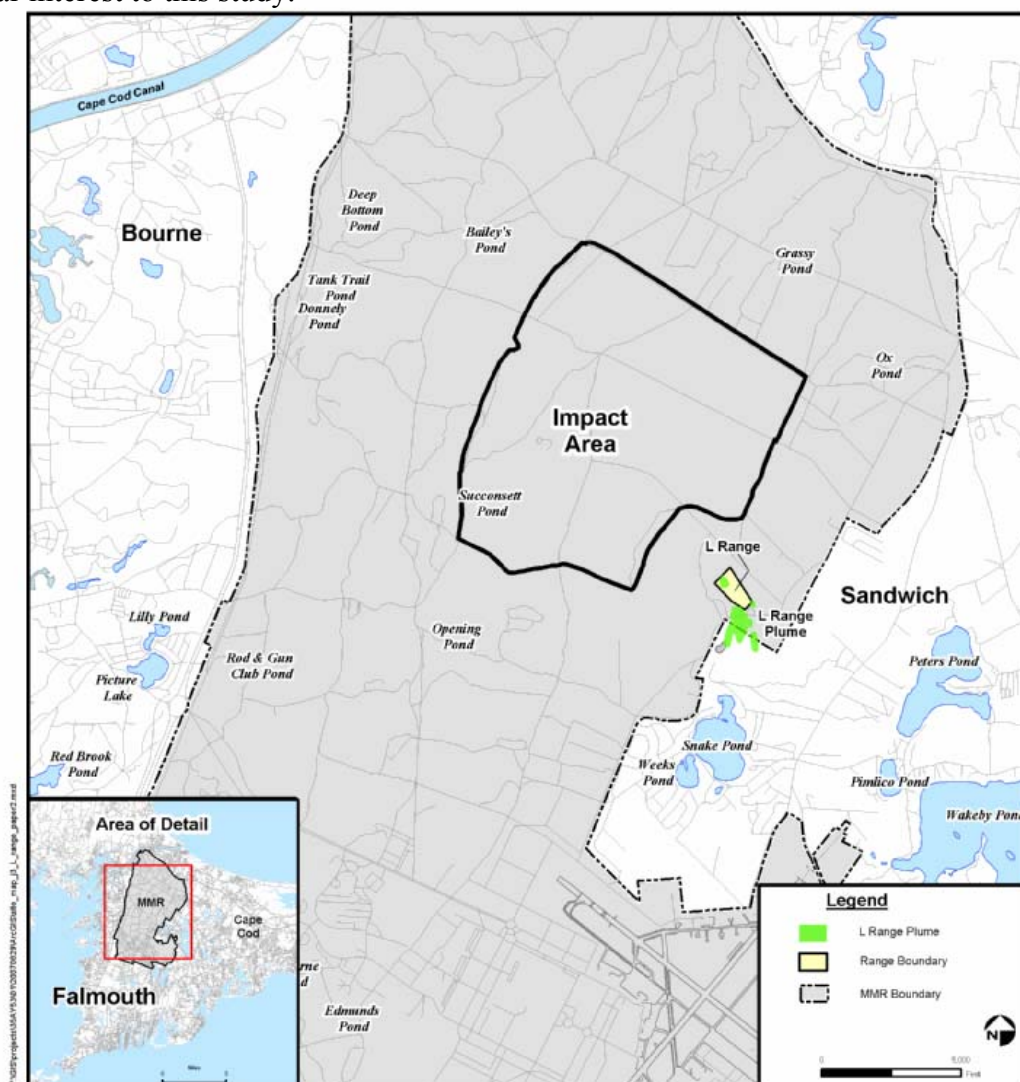 ar interest to this study.
Cape Cod Canal
Bourne
Deep
Bottom
Pond
Bailey's
Pond
Grassy
Pond
Tank Trail
Pond
Donnely
Pond
Ox
Pond
Impact
Area
Succonsett
Pond
L Range
Sandwich
L Range
Plume
Lilly Pond
Opening
Pond
Rod & Gun
Club Pond
Picture
Lake
Peters Pond
Red Brook
Pond
Snake Pond
Weeks
Pond
Pimlico Pond
Wakeby Pond
Area of Detail
MMR
Cape
Cod
Falmouth
Miles
Edmunds
Pond
Legend
L Range Plume
Range Boundary
MMR Boundary
N
0
Feet